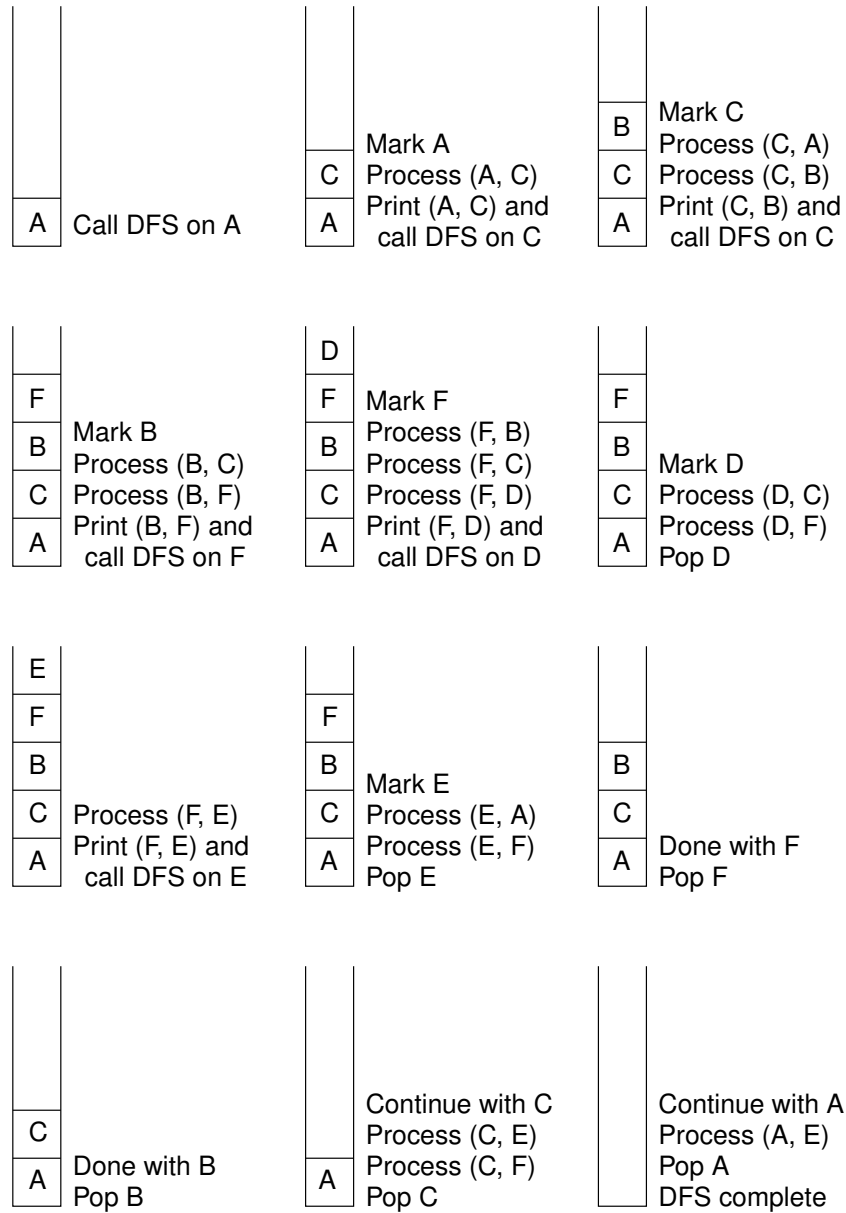 A
Call DFS on A
C
A
Mark A
Process (A, C)
Print (A, C) and
call DFS on C
B
C
A
Mark C
Process (C, A)
Process (C, B)
Print (C, B) and
call DFS on C
F
B
C
A
Mark B
Process (B, C)
Process (B, F)
Print (B, F) and
call DFS on F
D
F
B
C
A
Mark F
Process (F, B)
Process (F, C)
Process (F, D)
Print (F, D) and
call DFS on D
F
B
C
A
Mark D
Process (D, C)
Process (D, F)
Pop D
E
F
B
C
A
Process (F, E)
Print (F, E) and
call DFS on E
F
B
C
A
Mark E
Process (E, A)
Process (E, F)
Pop E
B
C
A
Done with F
Pop F
C
A
Done with B
Pop B
A
Continue with C
Process (C, E)
Process (C, F)
Pop C
Continue with A
Process (A, E)
Pop A
DFS complete